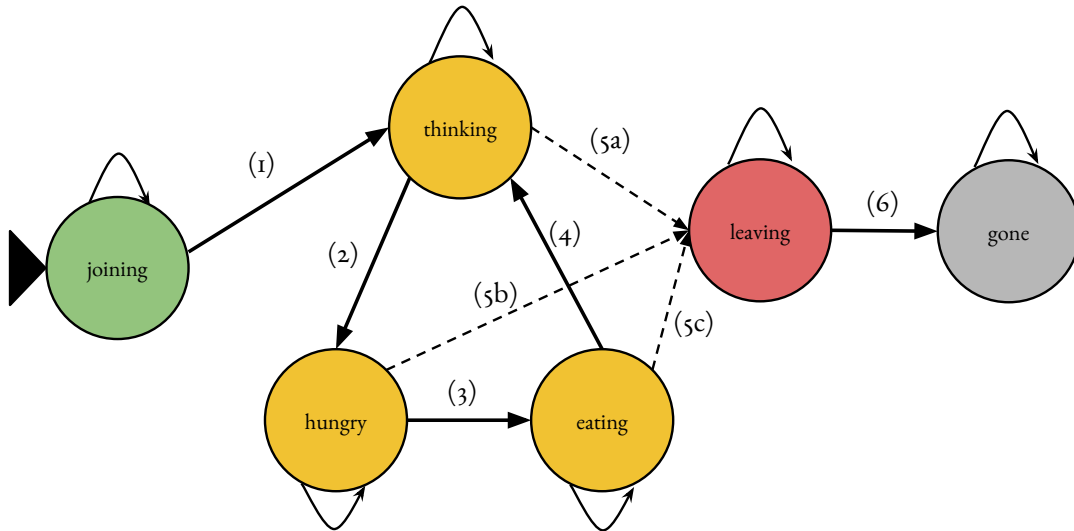 thinking
(1)
(5a)
(6)
leaving
gone
joining
(2)
(4)
(5b)
(5c)
(3)
hungry
eating